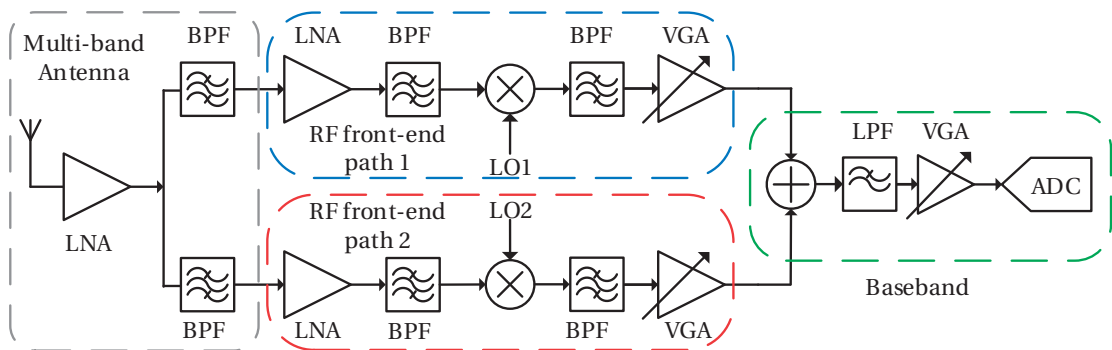 Multi-band
Antenna
BPF
LNA
BPF
BPF
VGA
RF front-end
path 1
LO1
LNA
LPF
VGA
ADC
RF front-end
path 2
LO2
BPF
LNA
BPF
BPF
VGA
Baseband